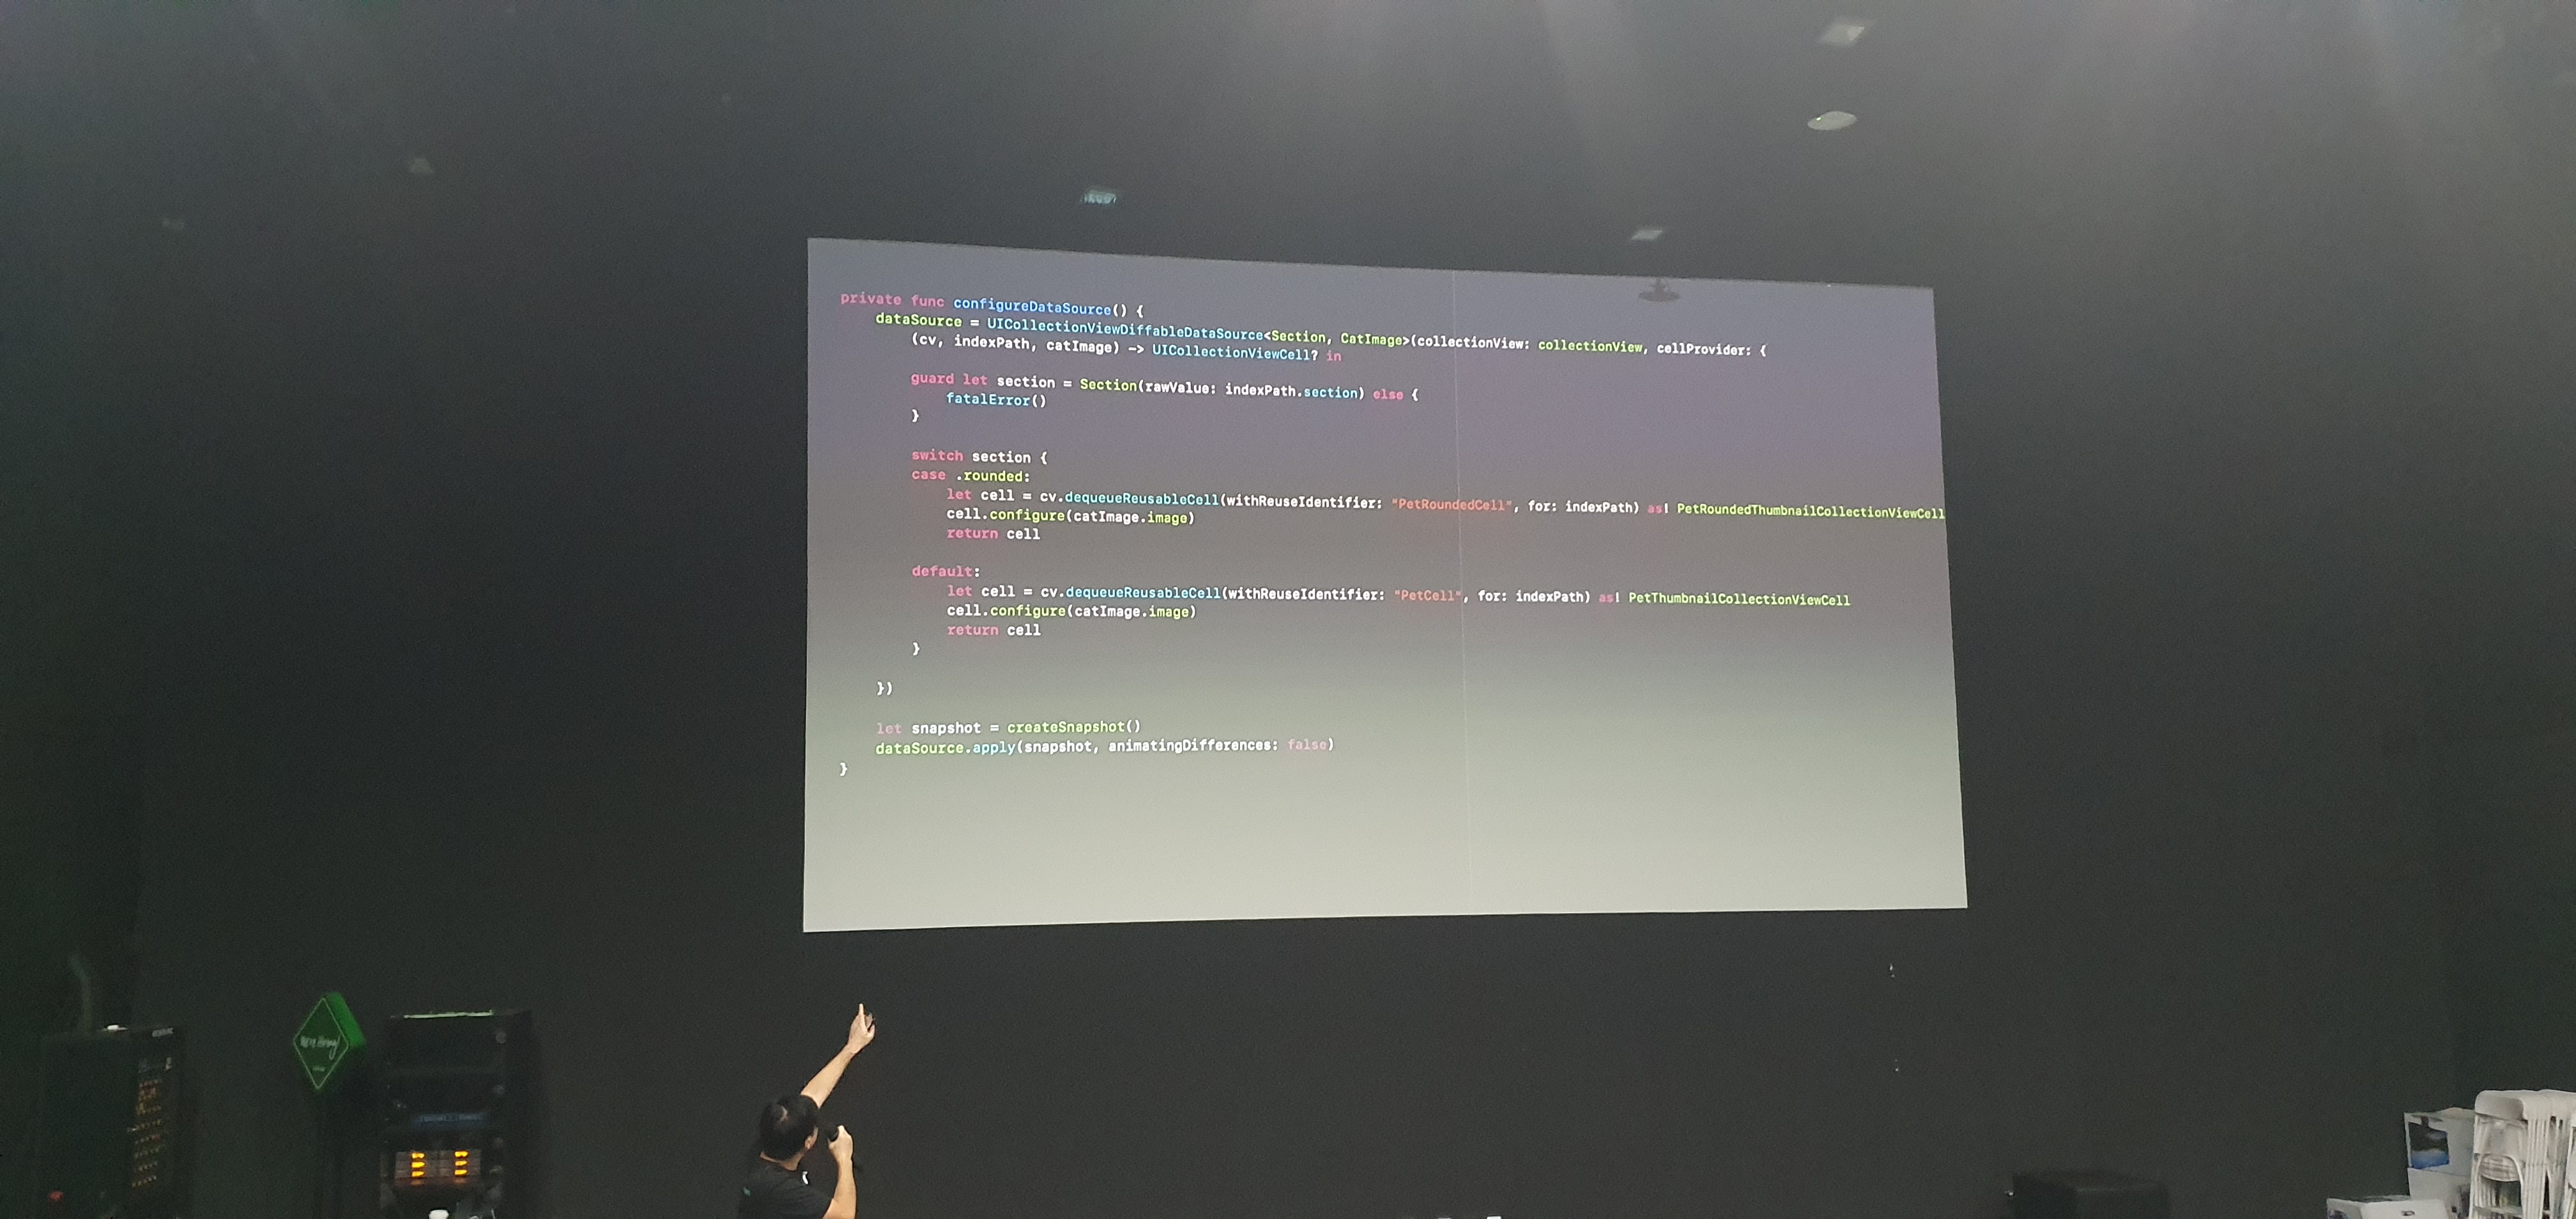 private func configureDataSource() {
dataSource = UICollectionViewDiffableDataSource<Section, CatImage>(collectionView: collectionView, cellProvider: {
(cv, indexPath, catImage) -> UICollectionViewCell? in
guard let section = Section(rawValue: indexPath.section) else {
fatalError()
}
switch section {
case .rounded:
let cell = cv.dequeueReusableCell(withReuseIdentifier: "PetRoundedCell", for: indexPath) as! PetRoundedThumbnailCollectionViewCell
cell.configure(catImage.image)
return cell
default:
let cell = cv.dequeueReusableCell(withReuseIdentifier: "PetCell", for: indexPath) as! PetThumbnailCollectionViewCell
cell.configure(catImage.image)
return cell
}
})
let snapshot = createSnapshot()
dataSource.apply(snapshot, animatingDifferences: false)
}